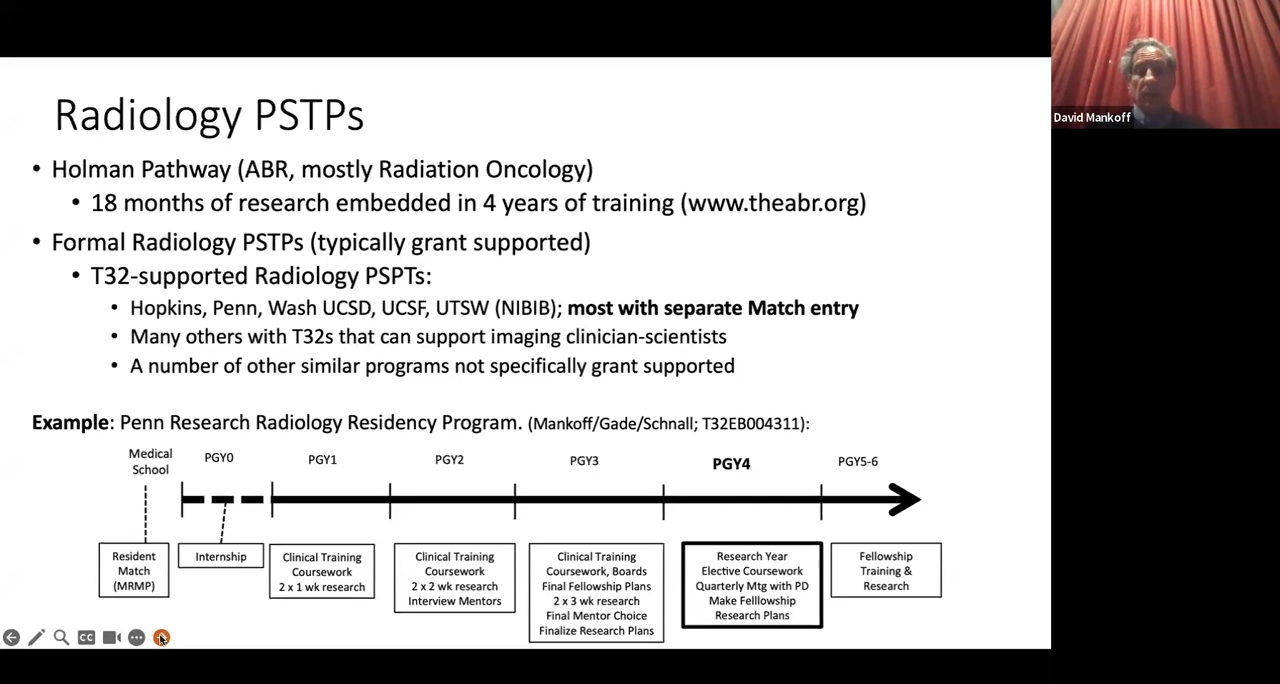 Radiology PSTPs
David Mankoff
• Holman Pathway (ABR, mostly Radiation Oncology)
• 18 months of research embedded in 4 years of training (www.theabr.org)
• Formal Radiology PSTPs (typically grant supported)
• T32-supported Radiology PSPTs:
• Hopkins, Penn, Wash UCSD, UCSF, UTSW (NIBIB); most with separate Match entry
• Many others with T32s that can support imaging clinician-scientists
• A number of other similar programs not specifically grant supported
Example: Penn Research Radiology Residency Program. (Mankoff/Gade/Schnall; T32EB004311):
Medical
School
PGY0
PGY1
PGY2
PGY3
PGY4
PGY5-6
Resident
Match
(MRMP)
Internship
Clinical Training
Coursework
2 x 1 wk research
Clinical Training
Coursework
2 x 2 wk research
Interview Mentors
Clinical Training
Coursework, Boards
Final Fellowship Plans
2 x 3 wk research
Final Mentor Choice
Finalize Research Plans
Research Year
Elective Coursework
Quarterly Mtg with PD
Make Felllowship
Research Plans
Fellowship
Training &
Research
CC